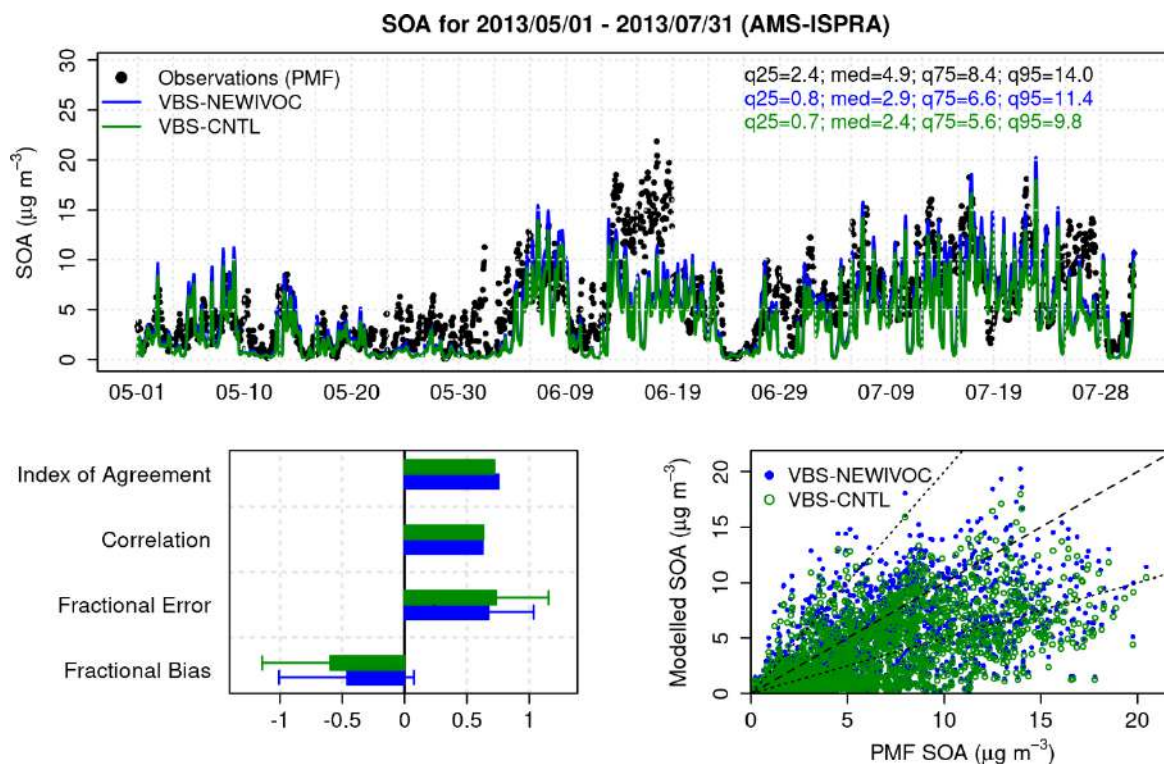 SOA for 2013/05/01 - 2013/07/31 (AMS-ISPRA)
SOA (μg m⁻³)
30
25
20
15
10
5
0
Observations (PMF)
VBS-NEWIVOC
VBS-CNTL
q25=2.4; med=4.9; q75=8.4; q95=14.0
q25=0.8; med=2.9; q75=6.6; q95=11.4
q25=0.7; med=2.4; q75=5.6; q95=9.8
05-01 05-10 05-20 05-30 06-09 06-19 06-29 07-09 07-19 07-28
Index of Agreement
Correlation
Fractional Error
Fractional Bias
-1 -0.5 0 0.5 1
Modelled SOA (μg m⁻³)
20
15
10
5
0
VBS-NEWIVOC
VBS-CNTL
0 5 10 15 20
PMF SOA (μg m⁻³)